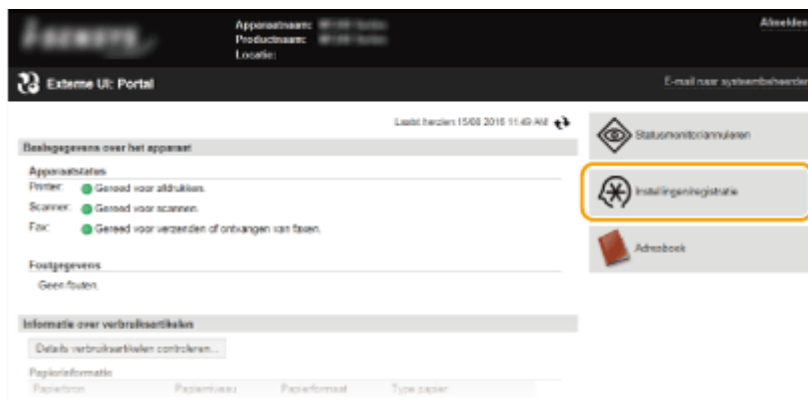 i-SENSYS
Apparaatnaam:
Productnaam:
Locatie:
Afmelden
Externe UI: Portal
E-mail naar systeembeheerder
Laatst herzien:15/08 2016 11:49 AM
Basisgegevens over het apparaat
Apparaatstatus
Printer: Gereed voor afdrukken.
Scanner: Gereed voor scannen.
Fax: Gereed voor verzenden of ontvangen van faxen.
Foutgegevens
Geen fouten.
Informatie over verbruiksartikelen
Details verbruiksartikelen controleren...
Papierinformatie
Papierbron Papierniveau Papierformaat Type papier
Statusmonitor/annuleren
Instellingen/registratie
Adresboek